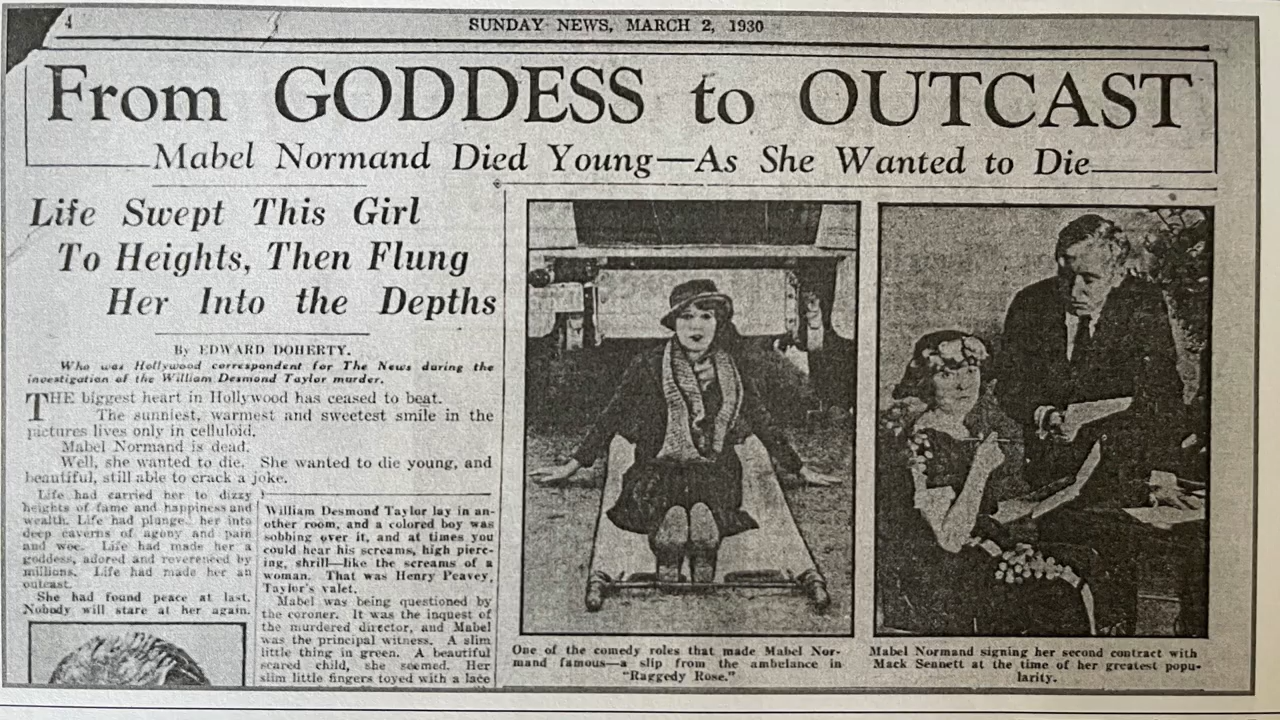 4
SUNDAY NEWS, MARCH 2, 1930
From GODDESS to OUTCAST
Mabel Normand Died Young—As She Wanted to Die
Life Swept This Girl
To Heights, Then Flung
Her Into the Depths
By EDWARD DOHERTY.
Who was Hollywood correspondent for The News during the
investigation of the William Desmond Taylor murder.
THE biggest heart in Hollywood has ceased to beat.
The sunniest, warmest and sweetest smile in the
pictures lives only in celluloid.
Mabel Normand is dead.
Well, she wanted to die. She wanted to die young, and
beautiful, still able to crack a joke.
Life had carried her to dizzy
heights of fame and happiness and
wealth. Life had plunge. her into
deep caverns of agony and pain
and woe. Life had made her a
goddess, adored and reverenced by
millions. Life had made her an
outcast.
She had found peace at last.
Nobody will stare at her again.
William Desmond Taylor lay in an-
other room, and a colored boy was
sobbing over it, and at times you
could hear his screams, high pierc-
ing, shrill—like the screams of a
woman. That was Henry Peavey,
Taylor's valet.
Mabel was being questioned by
the coroner. It was the inquest of
the murdered director, and Mabel
was the principal witness. A slim
little thing in green. A beautiful
scared child, she seemed. Her
slim little fingers toyed with a lace
One of the comedy roles that made Mabel Nor-
mand famous—a slip from the ambelance in
"Raggedy Rose."
Mabel Normand signing her second contract with
Mack Sennett at the time of her greatest popu-
larity.